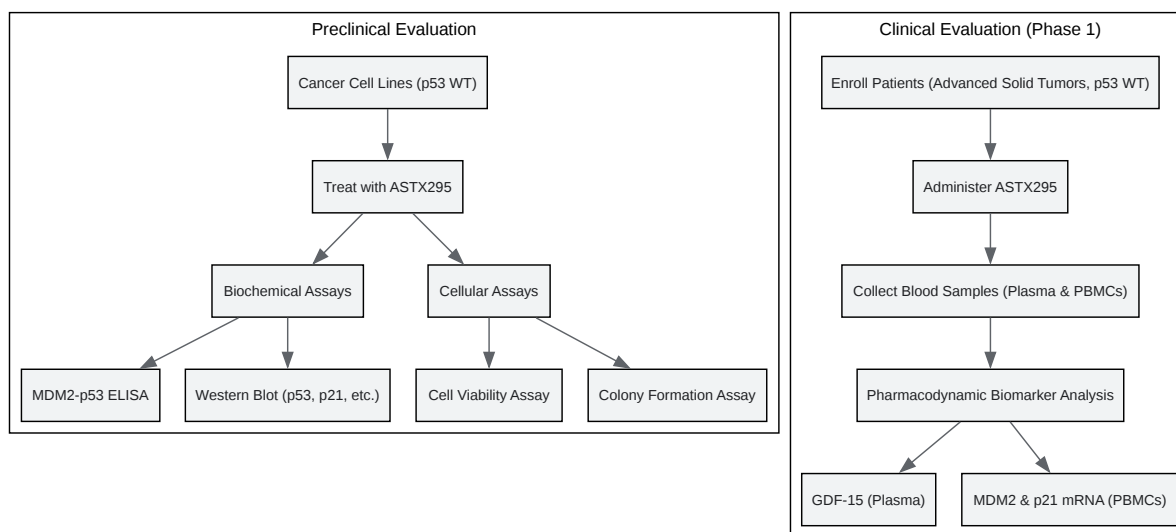 Preclinical Evaluation
Cancer Cell Lines (p53 WT)
Treat with ASTX295
Biochemical Assays
Cellular Assays
MDM2-p53 ELISA
Western Blot (p53, p21, etc.)
Cell Viability Assay
Colony Formation Assay
Clinical Evaluation (Phase 1)
Enroll Patients (Advanced Solid Tumors, p53 WT)
Administer ASTX295
Collect Blood Samples (Plasma & PBMCs)
Pharmacodynamic Biomarker Analysis
GDF-15 (Plasma)
MDM2 & p21 mRNA (PBMCs)